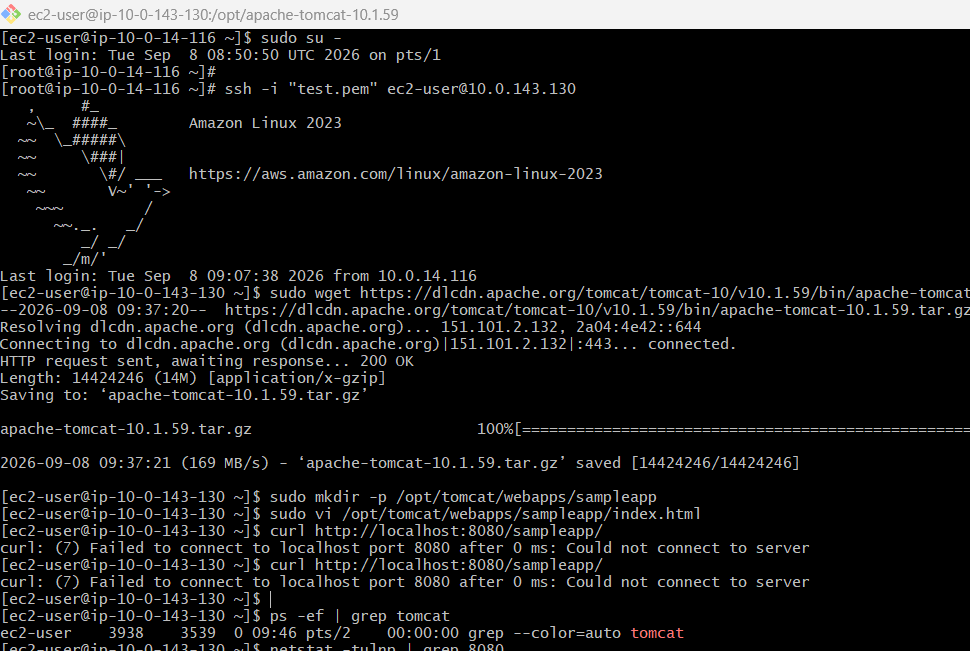 ec2-user@ip-10-0-143-130:/opt/apache-tomcat-10.1.59
[ec2-user@ip-10-0-14-116 ~]$ sudo su -
Last login: Tue Sep  8 08:50:50 UTC 2026 on pts/1
[root@ip-10-0-14-116 ~]#
[root@ip-10-0-14-116 ~]# ssh -i "test.pem" ec2-user@10.0.143.130
   ,     #_
   ~\_  ####_        Amazon Linux 2023
  ~~  \_#####\
  ~~     \###|
  ~~       \#/ ___   https://aws.amazon.com/linux/amazon-linux-2023
   ~~       V~' '->
    ~~~         /
      ~~._.   _/
         _/ _/
       _/m/'
Last login: Tue Sep  8 09:07:38 2026 from 10.0.14.116
[ec2-user@ip-10-0-143-130 ~]$ sudo wget https://dlcdn.apache.org/tomcat/tomcat-10/v10.1.59/bin/apache-tomcat
--2026-09-08 09:37:20--  https://dlcdn.apache.org/tomcat/tomcat-10/v10.1.59/bin/apache-tomcat-10.1.59.tar.gz
Resolving dlcdn.apache.org (dlcdn.apache.org)... 151.101.2.132, 2a04:4e42::644
Connecting to dlcdn.apache.org (dlcdn.apache.org)|151.101.2.132|:443... connected.
HTTP request sent, awaiting response... 200 OK
Length: 14424246 (14M) [application/x-gzip]
Saving to: ‘apache-tomcat-10.1.59.tar.gz’

apache-tomcat-10.1.59.tar.gz                         100%[==================================================

2026-09-08 09:37:21 (169 MB/s) - ‘apache-tomcat-10.1.59.tar.gz’ saved [14424246/14424246]

[ec2-user@ip-10-0-143-130 ~]$ sudo mkdir -p /opt/tomcat/webapps/sampleapp
[ec2-user@ip-10-0-143-130 ~]$ sudo vi /opt/tomcat/webapps/sampleapp/index.html
[ec2-user@ip-10-0-143-130 ~]$ curl http://localhost:8080/sampleapp/
curl: (7) Failed to connect to localhost port 8080 after 0 ms: Could not connect to server
[ec2-user@ip-10-0-143-130 ~]$ curl http://localhost:8080/sampleapp/
curl: (7) Failed to connect to localhost port 8080 after 0 ms: Could not connect to server
[ec2-user@ip-10-0-143-130 ~]$
[ec2-user@ip-10-0-143-130 ~]$ ps -ef | grep tomcat
ec2-user    3938    3539  0 09:46 pts/2    00:00:00 grep --color=auto tomcat
[ec2-user@ip-10-0-143-130 ~]$ netstat -tulnp | grep 8080